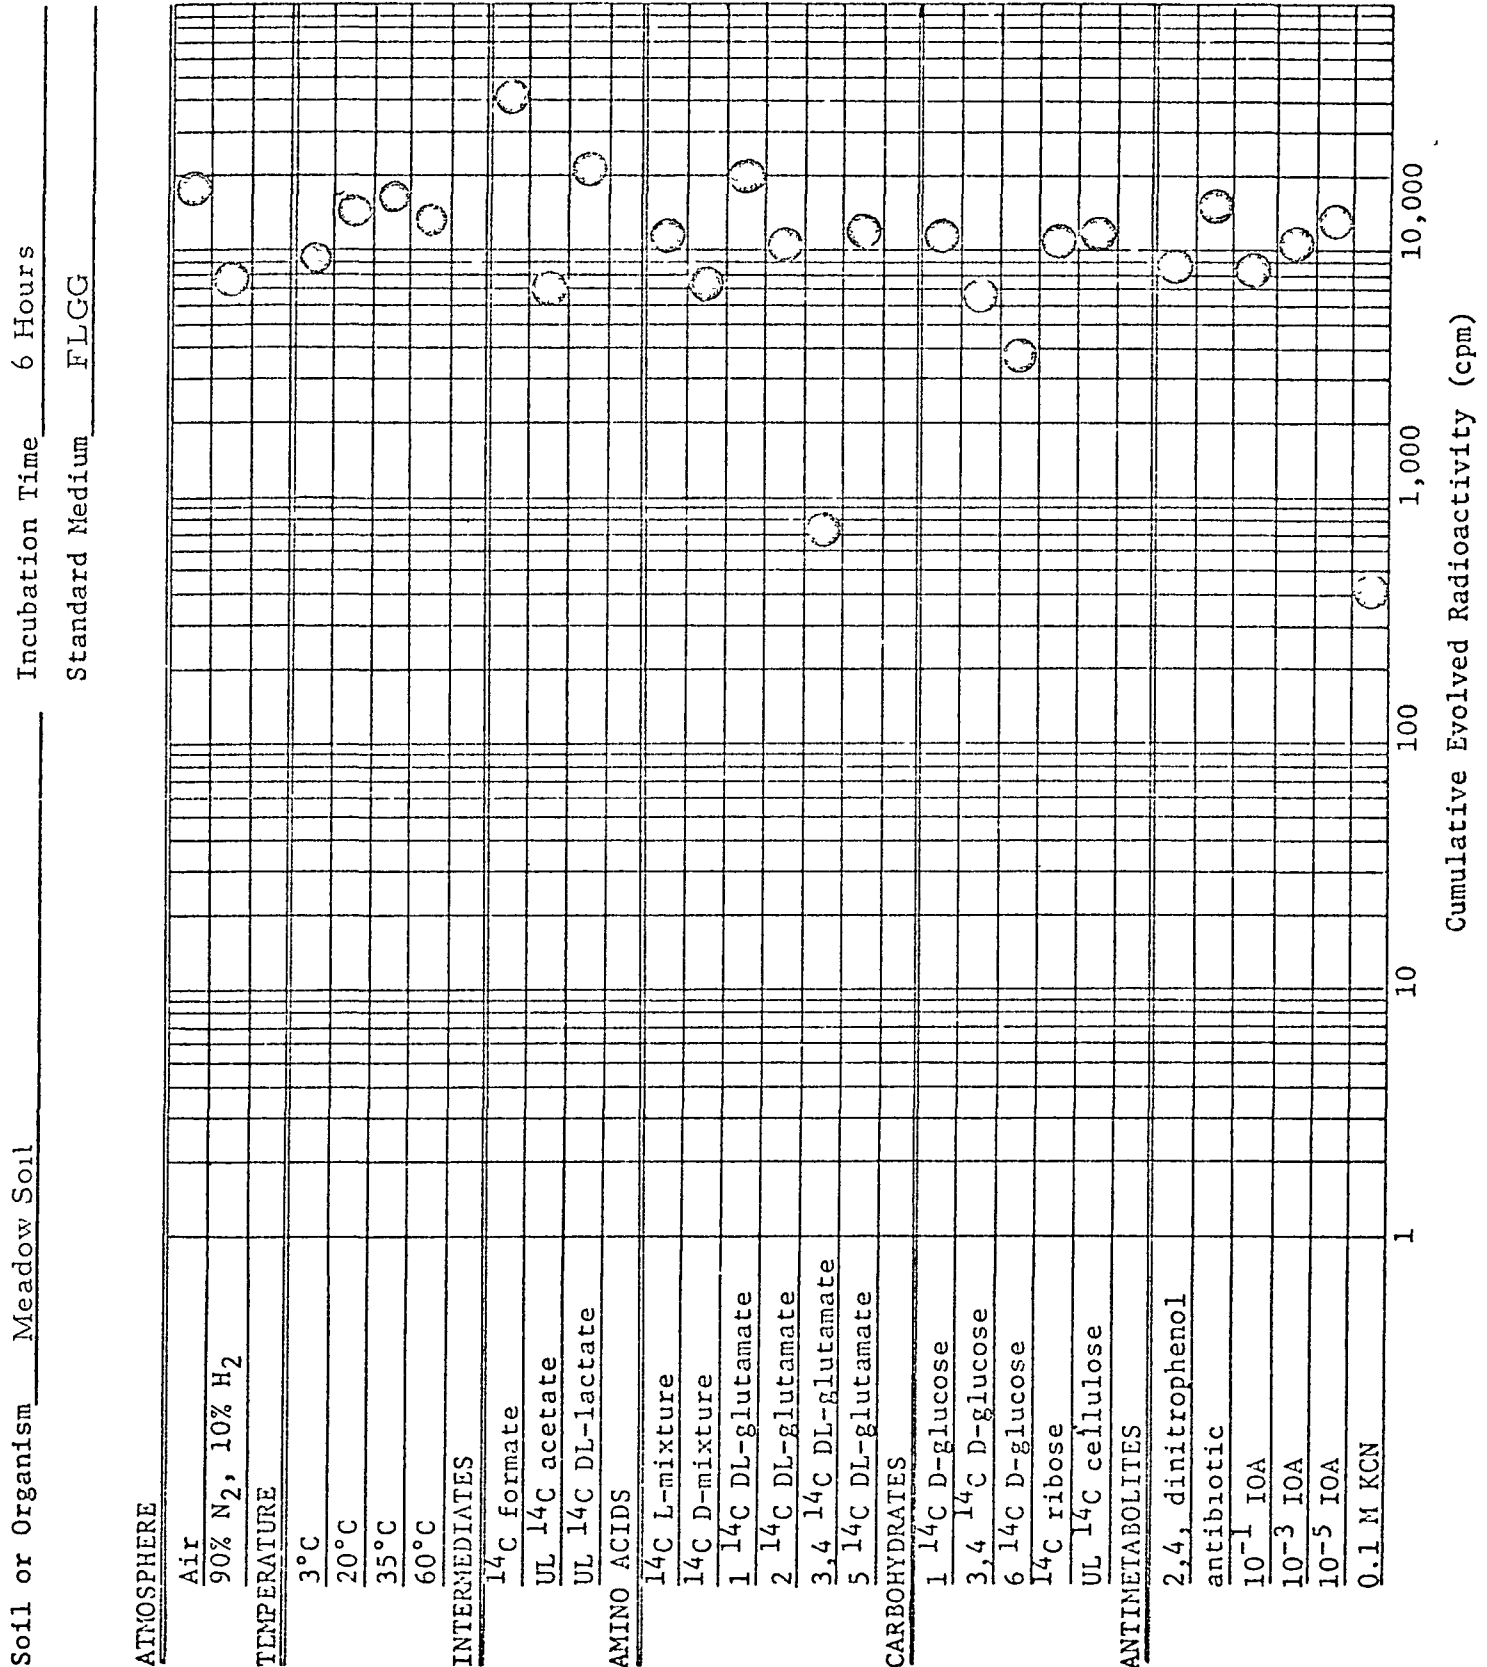 Soil or Organism Meadow Soil Incubation Time 6 Hours
Standard Medium FLGG
ATMOSPHERE
Air
90% N2, 10% H2
TEMPERATURE
3°C
20°C
35°C
60°C
INTERMEDIATES
14C formate
UL 14C acetate
UL 14C DL-lactate
AMINO ACIDS
14C L-mixture
14C D-mixture
1 14C DL-glutamate
2 14C DL-glutamate
3,4 14C DL-glutamate
5 14C DL-glutamate
CARBOHYDRATES
1 14C D-glucose
3,4 14C D-glucose
6 14C D-glucose
14C ribose
UL 14C cellulose
ANTIMETABOLITES
2,4, dinitrophenol
antibiotic
10-1 IOA
10-3 IOA
10-5 IOA
0.1 M KCN
1 10 100 1,000 10,000
Cumulative Evolved Radioactivity (cpm)